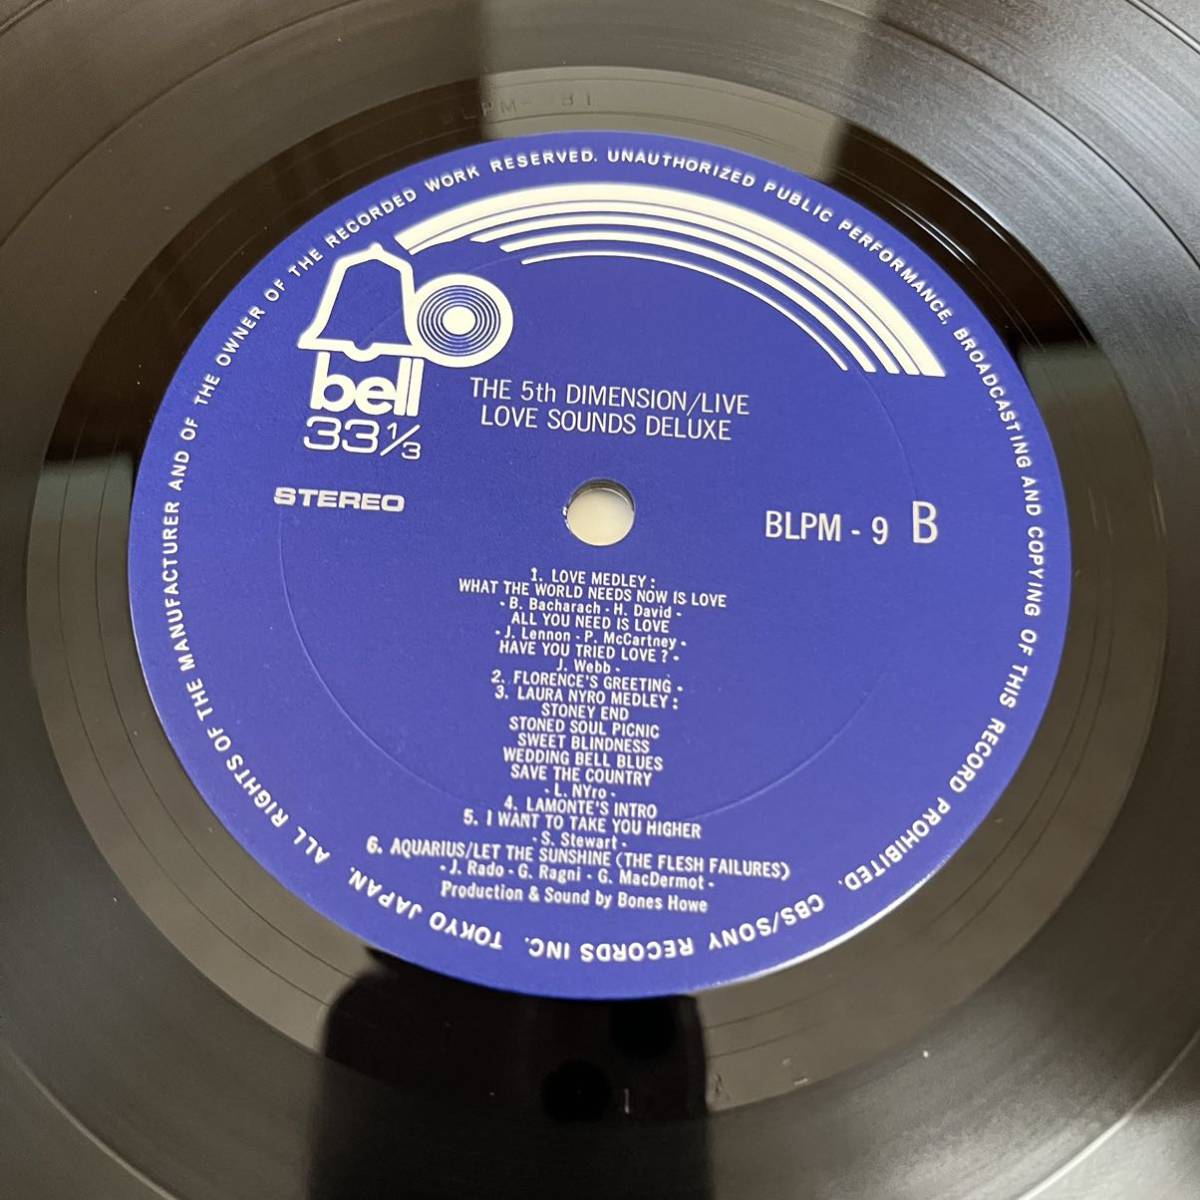 ALL RIGHTS OF THE MANUFACTURER AND OF THE OWNER OF THE RECORDED WORK RESERVED. UNAUTHORIZED PUBLIC PERFORMANCE, BROADCASTING AND COPYING OF THIS RECORD PROHIBITED. CBS/SONY RECORDS INC. TOKYO JAPAN.
bell
33 1/3
STEREO
THE 5th DIMENSION/LIVE
LOVE SOUNDS DELUXE
BLPM - 9 B
1. LOVE MEDLEY :
WHAT THE WORLD NEEDS NOW IS LOVE
- B. Bacharach - H. David -
ALL YOU NEED IS LOVE
- J. Lennon - P. McCartney -
HAVE YOU TRIED LOVE ? -
J. Webb -
2. FLORENCE'S GREETING -
3. LAURA NYRO MEDLEY :
STONEY END
STONED SOUL PICNIC
SWEET BLINDNESS
WEDDING BELL BLUES
SAVE THE COUNTRY
- L. NYro -
4. LAMONTE'S INTRO
5. I WANT TO TAKE YOU HIGHER
- S. Stewart -
6. AQUARIUS/LET THE SUNSHINE (THE FLESH FAILURES)
- J. Rado - G. Ragni - G. MacDermot -
Production & Sound by Bones Howe